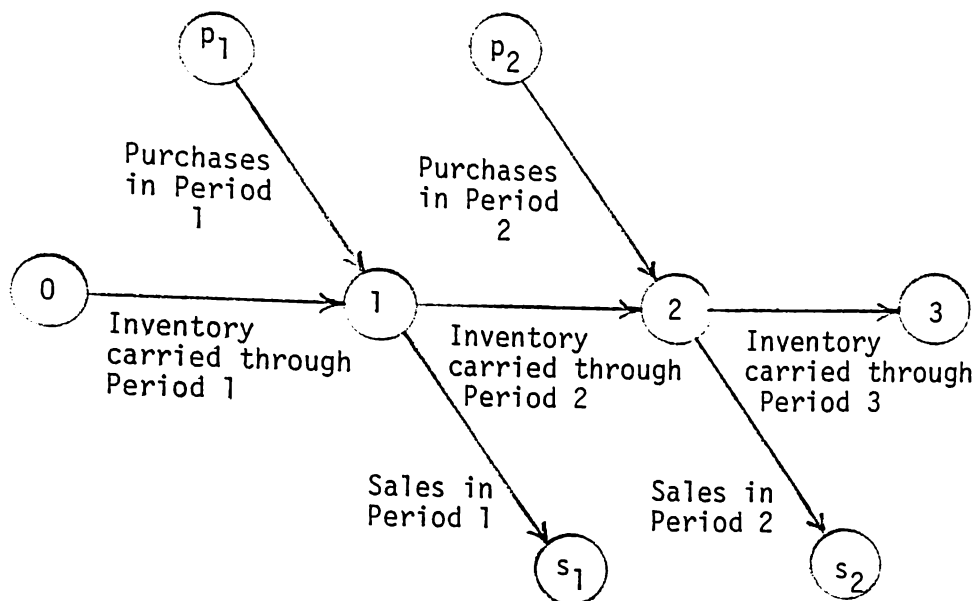 p1
p2
Purchases
in Period
1
Purchases
in Period
2
0
1
2
3
Inventory
carried through
Period 1
Inventory
carried through
Period 2
Inventory
carried through
Period 3
Sales in
Period 1
Sales in
Period 2
s1
s2